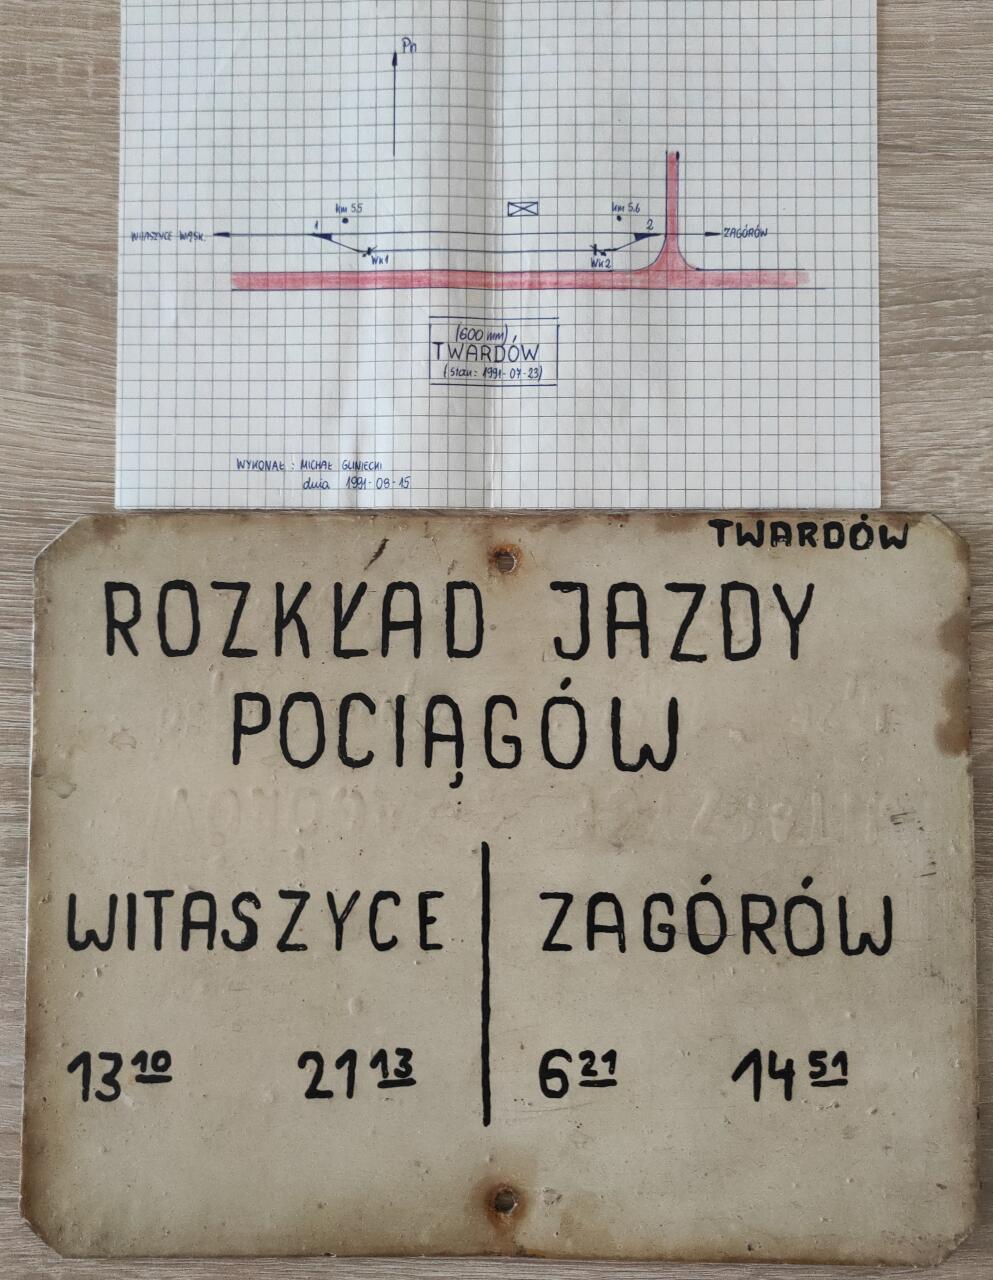 Pn
km 5.5
km 5.6
1
2
WITASZYCE WĄSK.
ZAGÓRÓW
Wk1
Wk2
(600 mm)
TWARDÓW
(stan: 1991-07-23)
WYKONAŁ : MICHAŁ GLINIECKI
dnia 1991-08-15
TWARDÓW
ROZKŁAD JAZDY
POCIĄGÓW
WITASZYCE ZAGÓRÓW
13 10 21 13 6 21 14 51